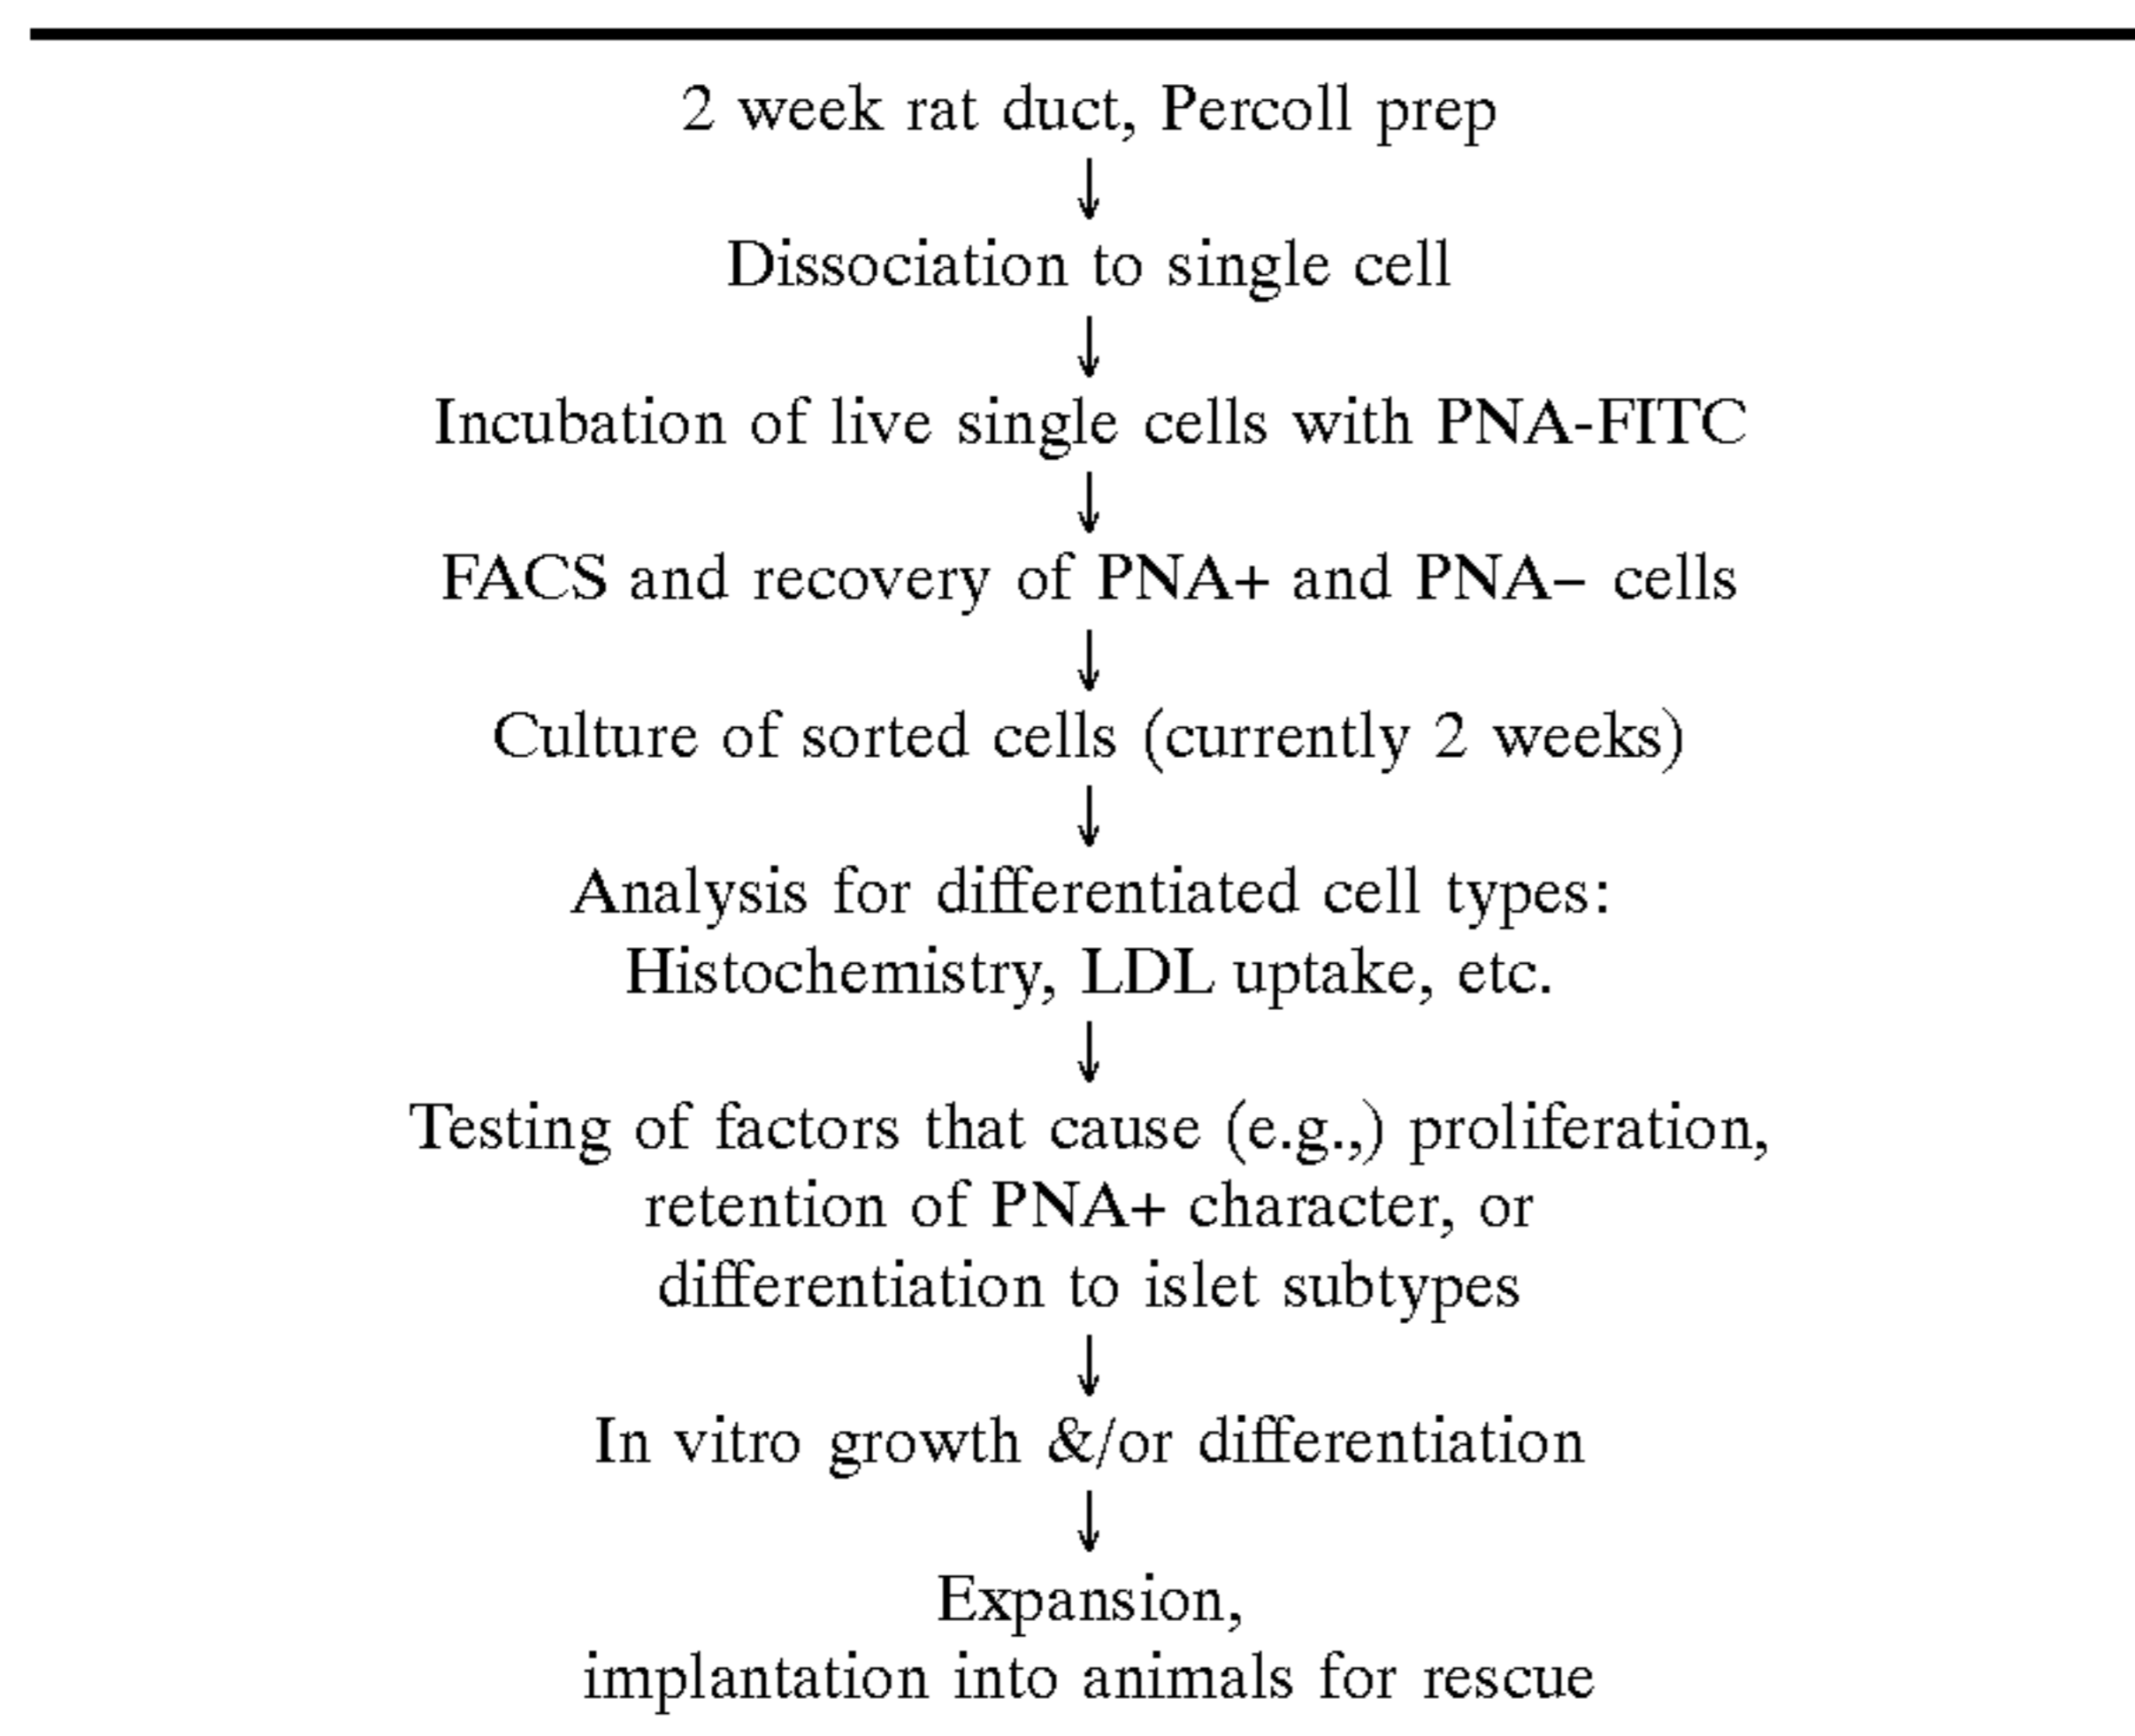 2 week rat duct, Percoll prep
↓
Dissociation to single cell
↓
Incubation of live single cells with PNA-FITC
↓
FACS and recovery of PNA+ and PNA− cells
↓
Culture of sorted cells (currently 2 weeks)
↓
Analysis for differentiated cell types:
Histochemistry, LDL uptake, etc.
↓
Testing of factors that cause (e.g.,) proliferation,
retention of PNA+ character, or
differentiation to islet subtypes
↓
In vitro growth &/or differentiation
↓
Expansion,
implantation into animals for rescue